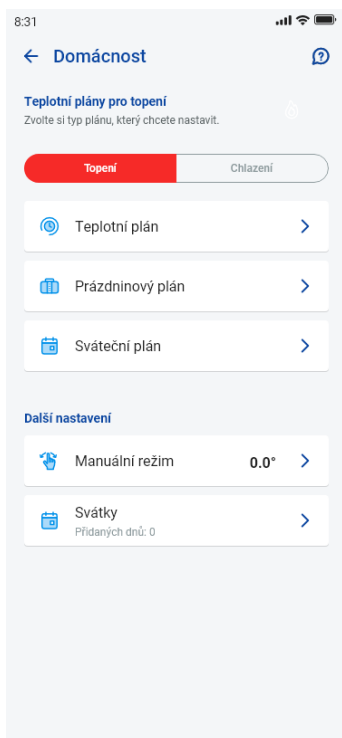 8:31
Domácnost
Teplotní plány pro topení
Zvolte si typ plánu, který chcete nastavit.
Topení
Chlazení
Teplotní plán
Prázdninový plán
Sváteční plán
Další nastavení
Manuální režim 0.0°
Svátky
Přidaných dnů: 0